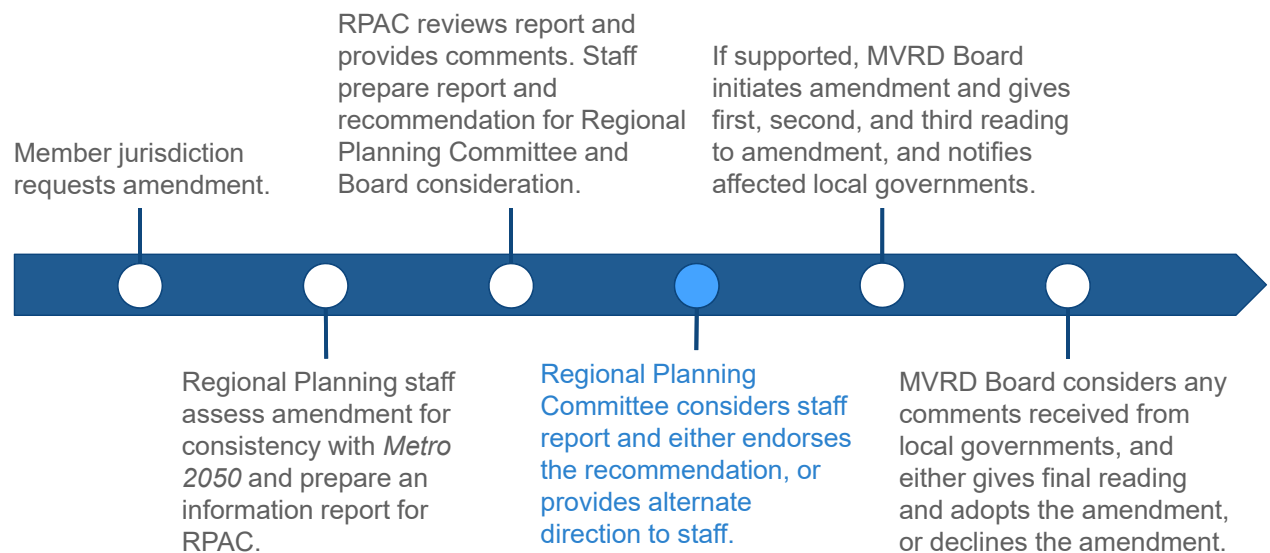 Member jurisdiction
requests amendment.
Regional Planning staff
assess amendment for
consistency with Metro
2050 and prepare an
information report for
RPAC.
RPAC reviews report and
provides comments. Staff
prepare report and
recommendation for Regional
Planning Committee and
Board consideration.
Regional Planning
Committee considers staff
report and either endorses
the recommendation, or
provides alternate
direction to staff.
If supported, MVRD Board
initiates amendment and gives
first, second, and third reading
to amendment, and notifies
affected local governments.
MVRD Board considers any
comments received from
local governments, and
either gives final reading
and adopts the amendment,
or declines the amendment.